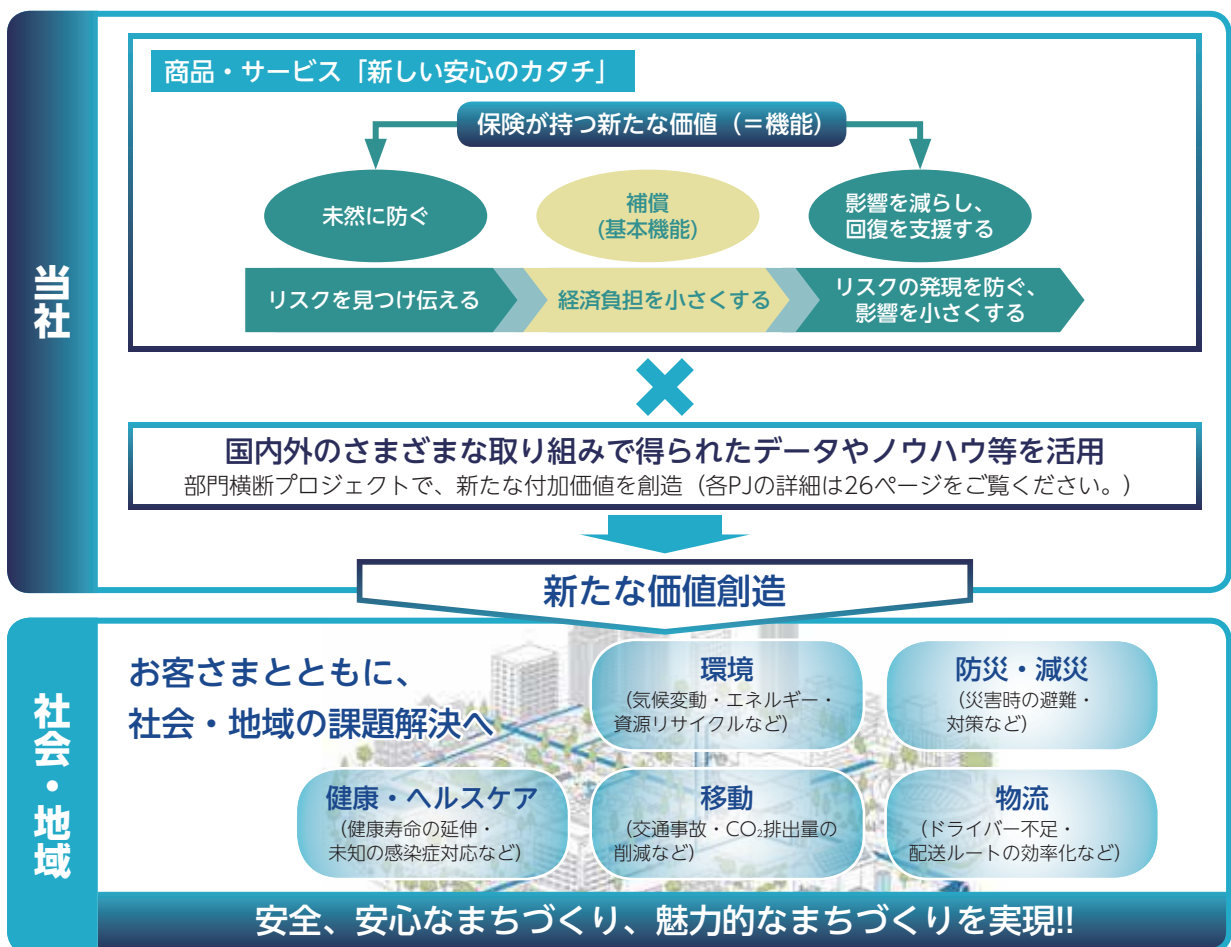 当社
商品・サービス「新しい安心のカタチ」
保険が持つ新たな価値（＝機能）
未然に防ぐ
補償
(基本機能)
影響を減らし、
回復を支援する
リスクを見つけ伝える
経済負担を小さくする
リスクの発現を防ぐ、
影響を小さくする
国内外のさまざまな取り組みで得られたデータやノウハウ等を活用
部門横断プロジェクトで、新たな付加価値を創造（各PJの詳細は26ページをご覧ください。）
新たな価値創造
社会・地域
お客さまとともに、
社会・地域の課題解決へ
環境
（気候変動・エネルギー・
資源リサイクルなど）
防災・減災
（災害時の避難・
対策など）
健康・ヘルスケア
（健康寿命の延伸・
未知の感染症対応など）
移動
（交通事故・CO₂排出量の
削減など）
物流
（ドライバー不足・
配送ルートの効率化など）
安全、安心なまちづくり、魅力的なまちづくりを実現!!